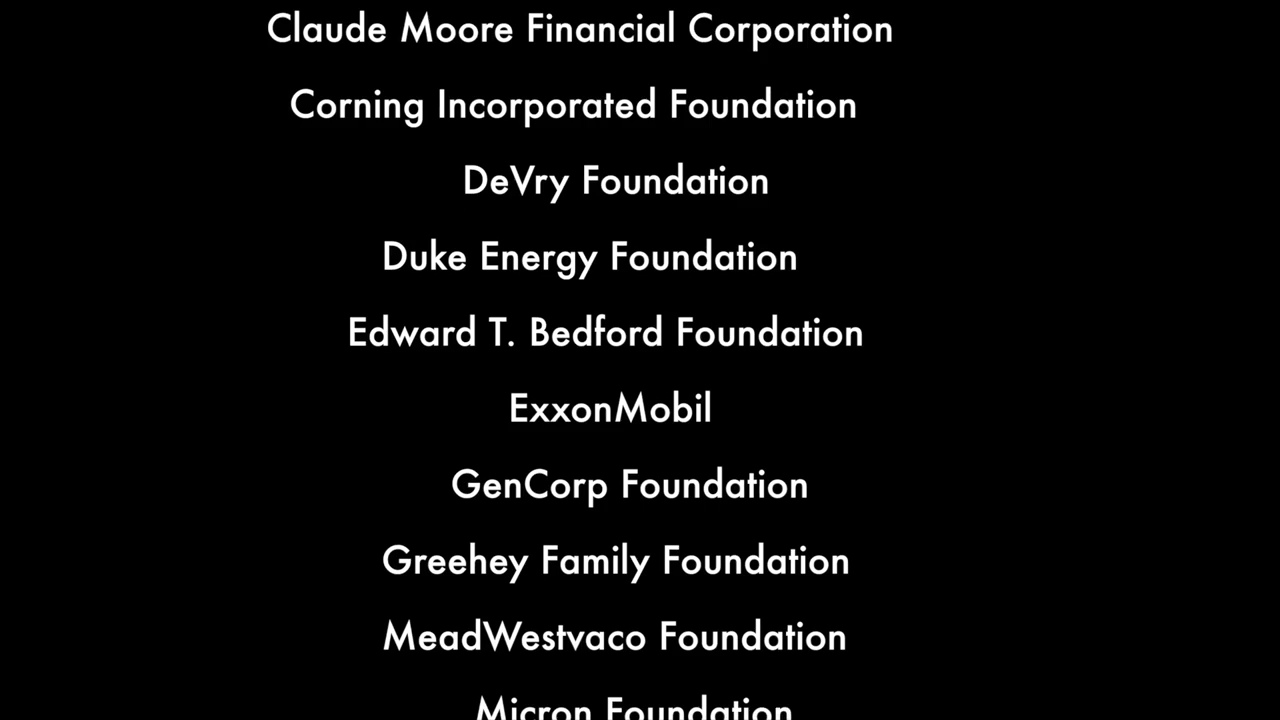 Claude Moore Financial Corporation
Corning Incorporated Foundation
DeVry Foundation
Duke Energy Foundation
Edward T. Bedford Foundation
ExxonMobil
GenCorp Foundation
Greehey Family Foundation
MeadWestvaco Foundation
Micron Foundation